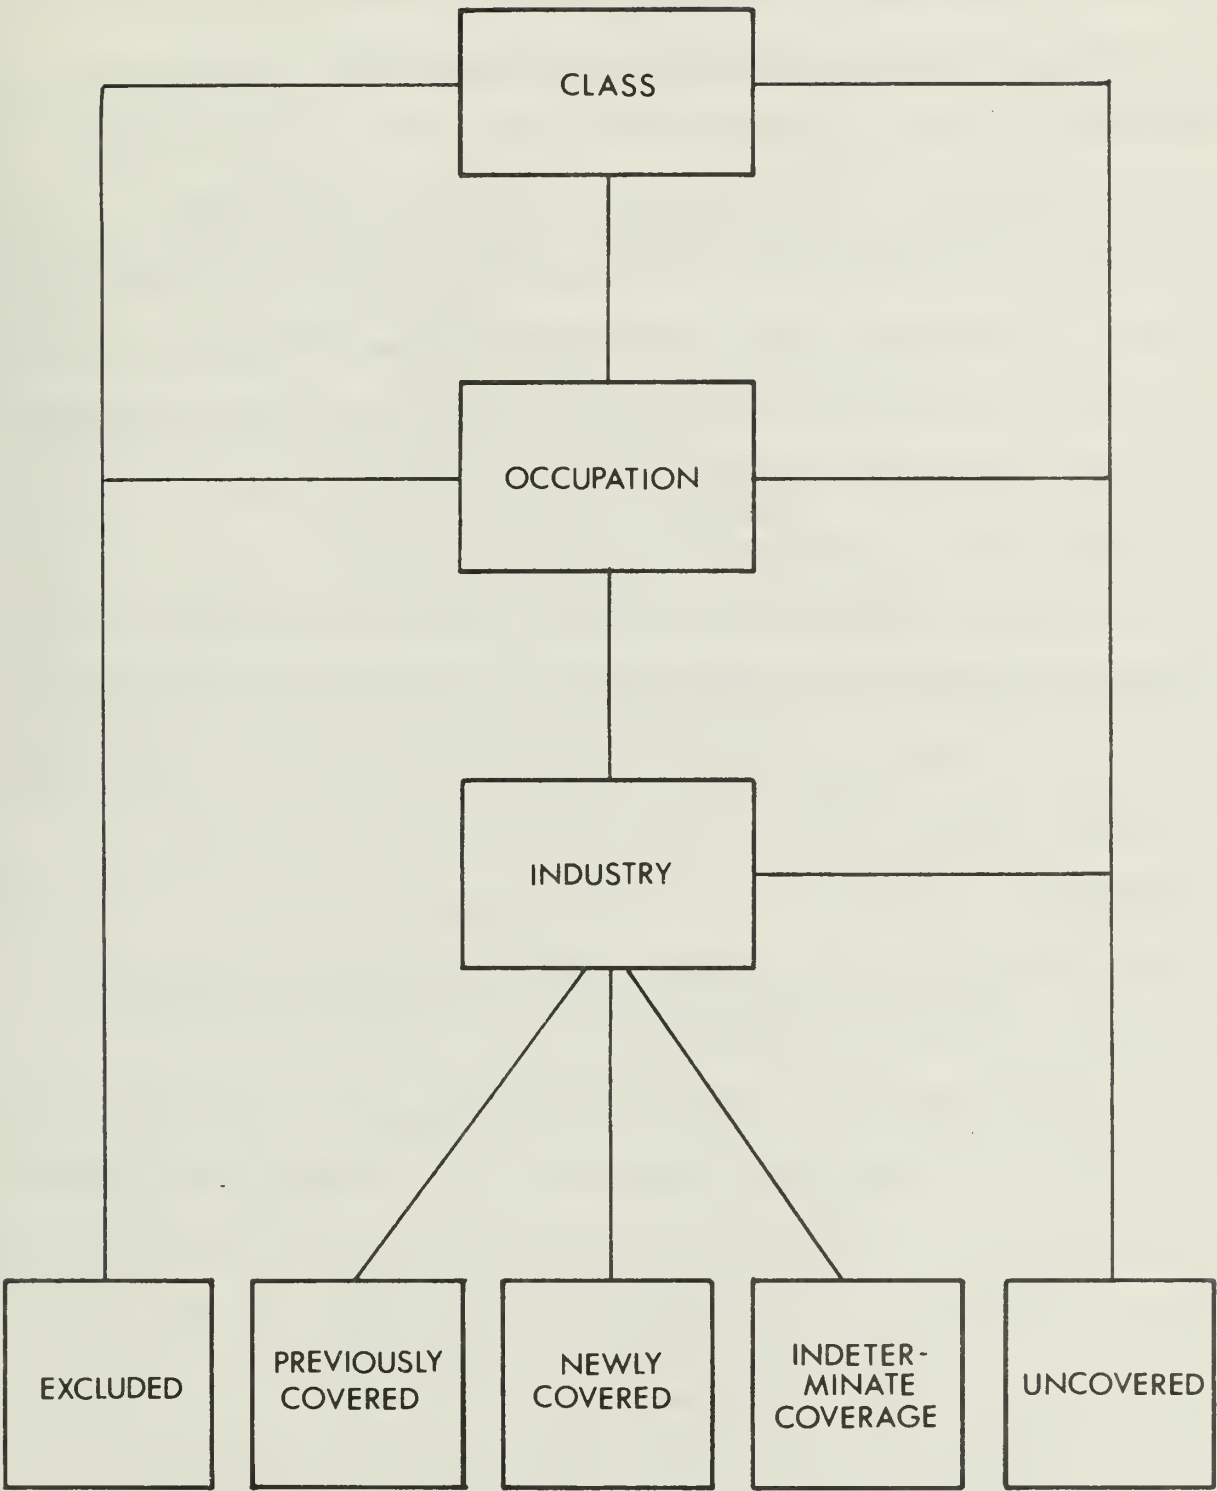 CLASS
OCCUPATION
INDUSTRY
EXCLUDED
PREVIOUSLY
COVERED
NEWLY
COVERED
INDETER-
MINATE
COVERAGE
UNCOVERED